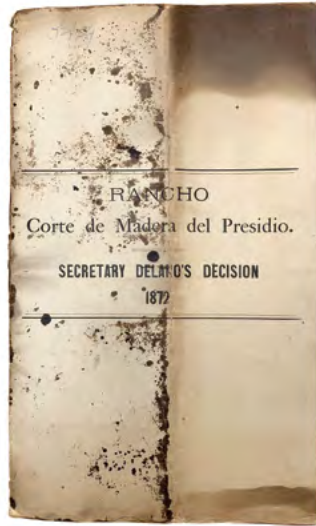 RANCHO
Corte de Madera del Presidio.
SECRETARY DELANO'S DECISION
1872